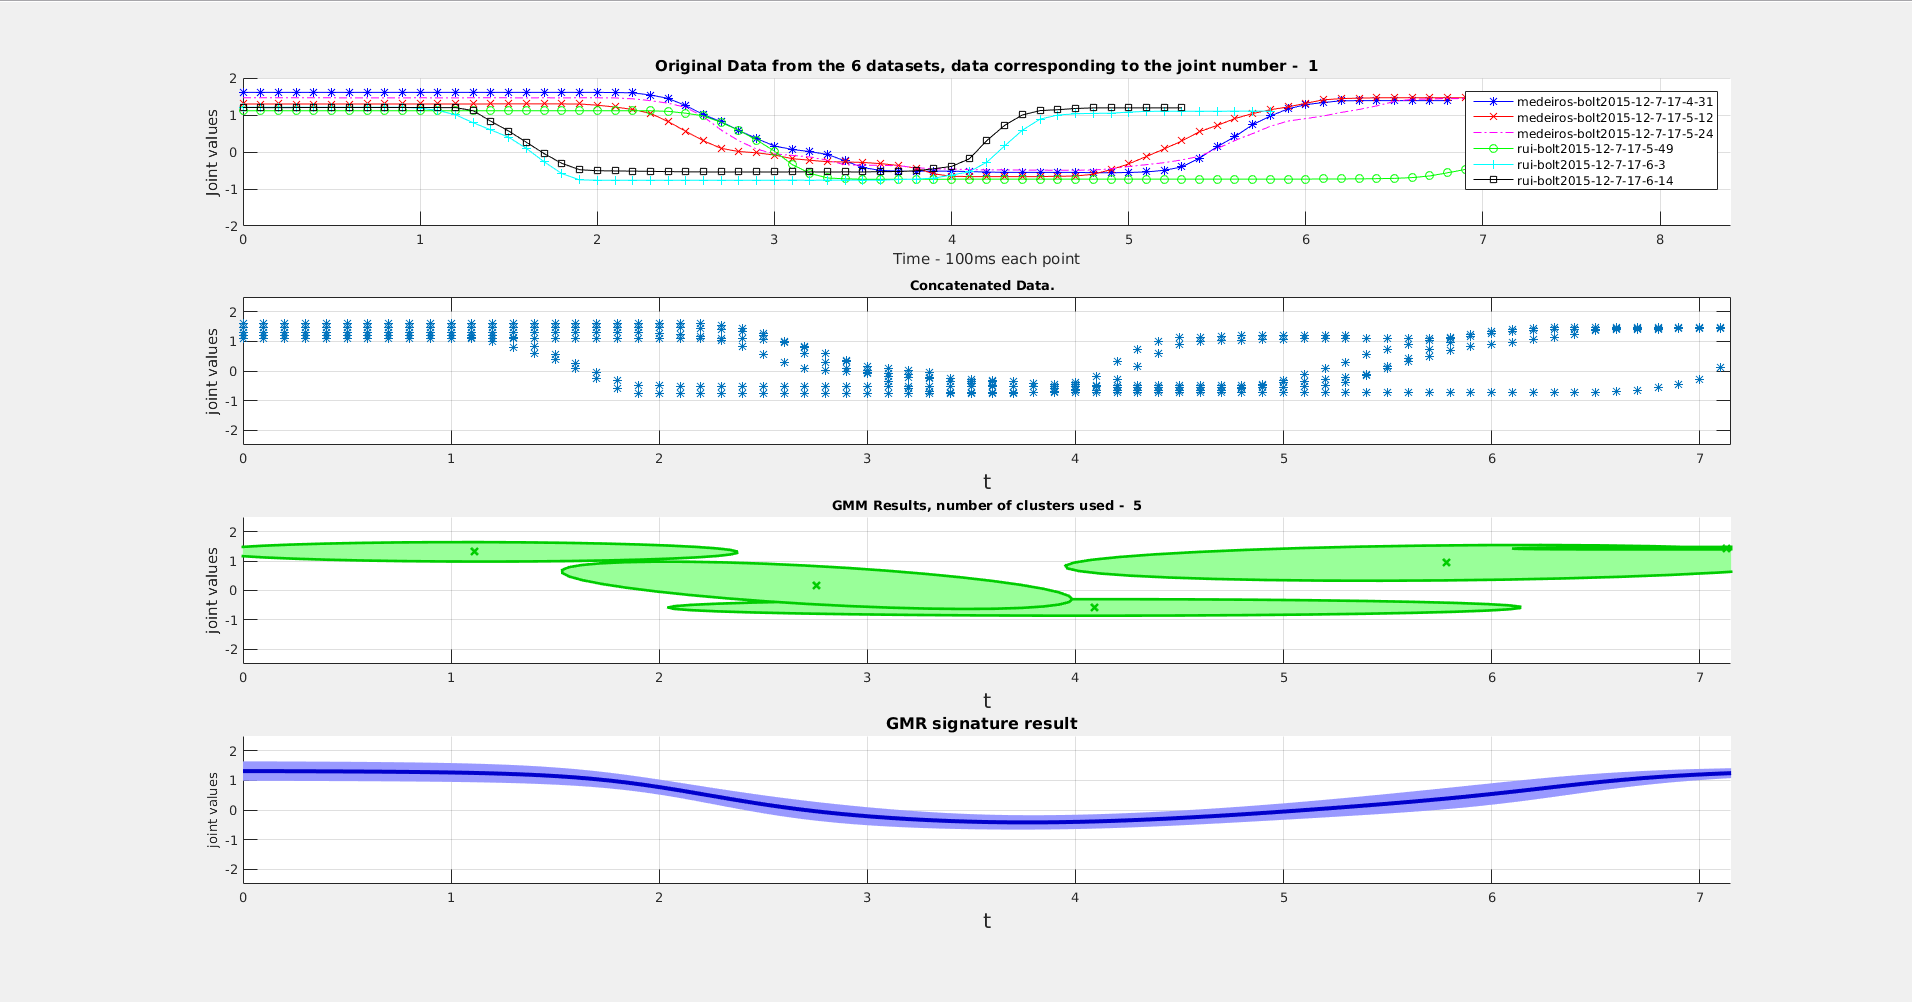 Original Data from the 6 datasets, data corresponding to the joint number - 1
joint values
2
1
0
-1
-2
0 1 2 3 4 5 6 7 8
Time - 100ms each point
medeiros-bolt2015-12-7-17-4-31
medeiros-bolt2015-12-7-17-5-12
medeiros-bolt2015-12-7-17-5-24
rui-bolt2015-12-7-17-5-49
rui-bolt2015-12-7-17-6-3
rui-bolt2015-12-7-17-6-14
Concatenated Data.
joint values
2
1
0
-1
-2
0 1 2 3 4 5 6 7
t
GMM Results, number of clusters used - 5
joint values
2
1
0
-1
-2
0 1 2 3 4 5 6 7
t
GMR signature result
joint values
2
1
0
-1
-2
0 1 2 3 4 5 6 7
t